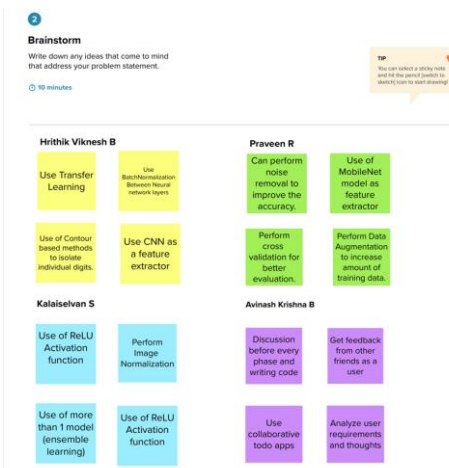 2
Brainstorm
Write down any ideas that come to mind
that address your problem statement.
10 minutes
TIP
You can select a sticky note
and hit the pencil [switch to
sketch] icon to start drawing!
Hrithik Viknesh B
Use Transfer
Learning
Use
BatchNormalization
Between Neural
network layers
Use of Contour
based methods
to isolate
individual digits.
Use CNN as
a feature
extractor
Praveen R
Can perform
noise
removal to
improve the
accuracy.
Use of
MobileNet
model as
feature
extractor
Perform
cross
validation for
better
evaluation.
Perform Data
Augmentation
to increase
amount of
training data.
Kalaiselvan S
Use of ReLU
Activation
function
Perform
Image
Normalization
Use of more
than 1 model
(ensemble
learning)
Use of ReLU
Activation
function
Avinash Krishna B
Discussion
before every
phase and
writing code
Get feedback
from other
friends as a
user
Use
collaborative
todo apps
Analyze user
requirements
and thoughts